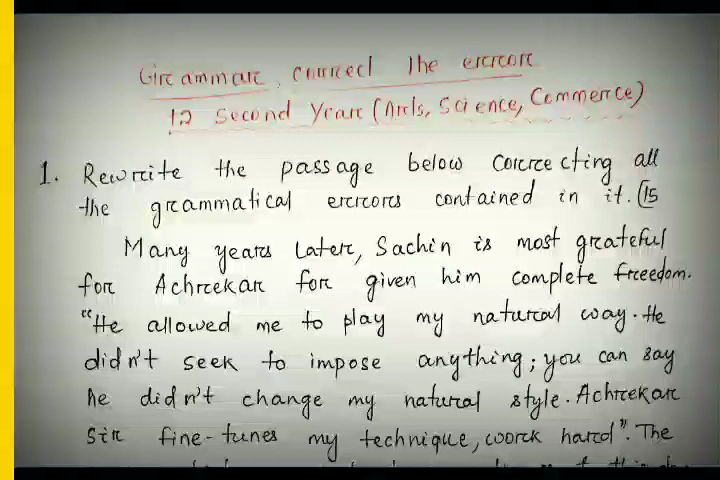 Grammar, correct the error
12 Second Year (Arts, Science, Commerce)
1. Rewrite the passage below correcting all
the grammatical errors contained in it. (15
Many years Later, Sachin is most grateful
for Achrekar for given him complete freedom.
"He allowed me to play my natural way. He
didn't seek to impose anything; you can say
he didn't change my natural style. Achrekar
Sir fine-tunes my technique, work hard". The